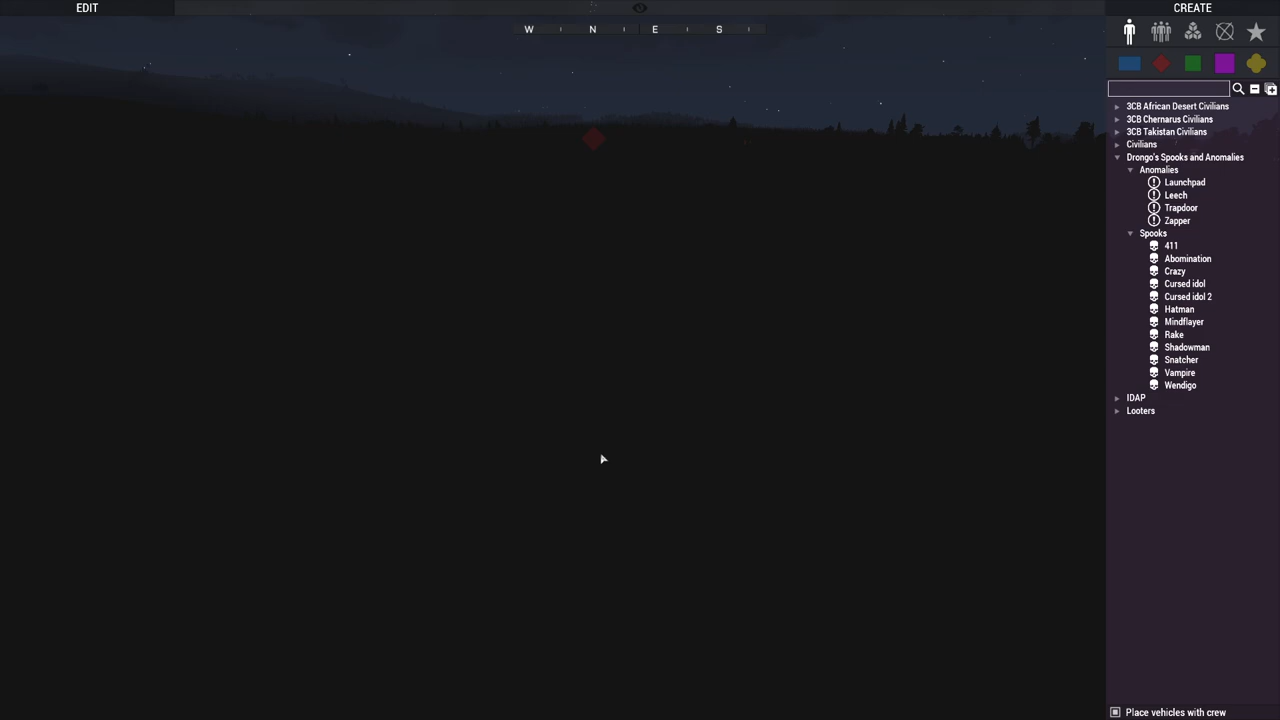 EDIT
CREATE
W N E S
3CB African Desert Civilians
3CB Chernarus Civilians
3CB Takistan Civilians
Civilians
Drongo's Spooks and Anomalies
Anomalies
Launchpad
Leech
Trapdoor
Zapper
Spooks
411
Abomination
Crazy
Cursed idol
Cursed idol 2
Hatman
Mindflayer
Rake
Shadowman
Snatcher
Vampire
Wendigo
IDAP
Looters
Place vehicles with crew